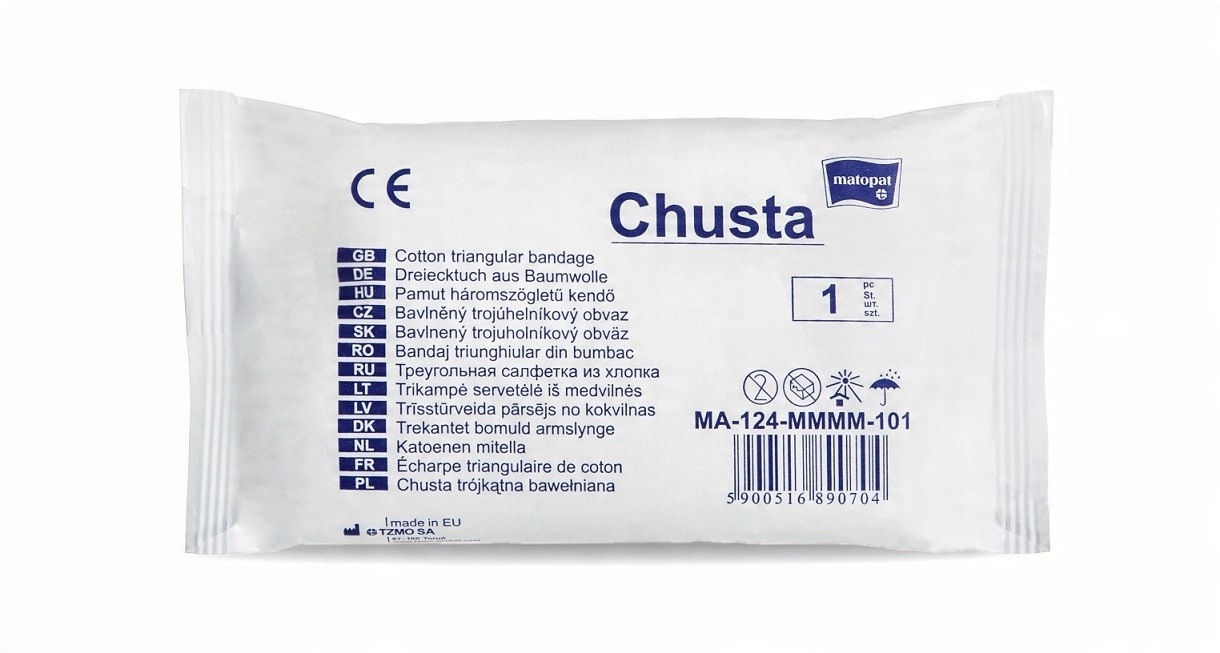 CE
matopat
Chusta
GB Cotton triangular bandage
DE Dreiecktuch aus Baumwolle
HU Pamut háromszögletű kendő
CZ Bavlněný trojúhelníkový obvaz
SK Bavlnený trojuholníkový obväz
RO Bandaj triunghiular din bumbac
RU Треугольная салфетка из хлопка
LT Trikampė servetėlė iš medvilnės
LV Trīsstūrveida pārsējs no kokvilnas
DK Trekantet bomuld armslynge
NL Katoenen mitella
FR Écharpe triangulaire de coton
PL Chusta trójkątna bawełniana
1
pc
St.
шт.
szt.
2
MA-124-MMMM-101
5 900516 890704
made in EU
TZMO SA
87-100 Toruń